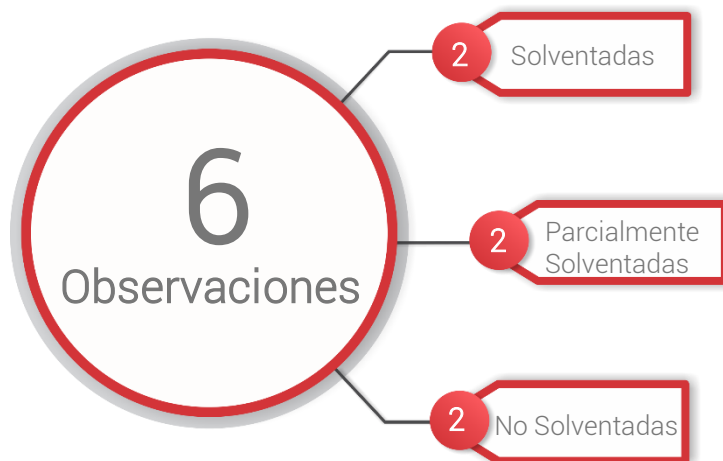 6
Observaciones
2
Solventadas
2
Parcialmente
Solventadas
2
No Solventadas